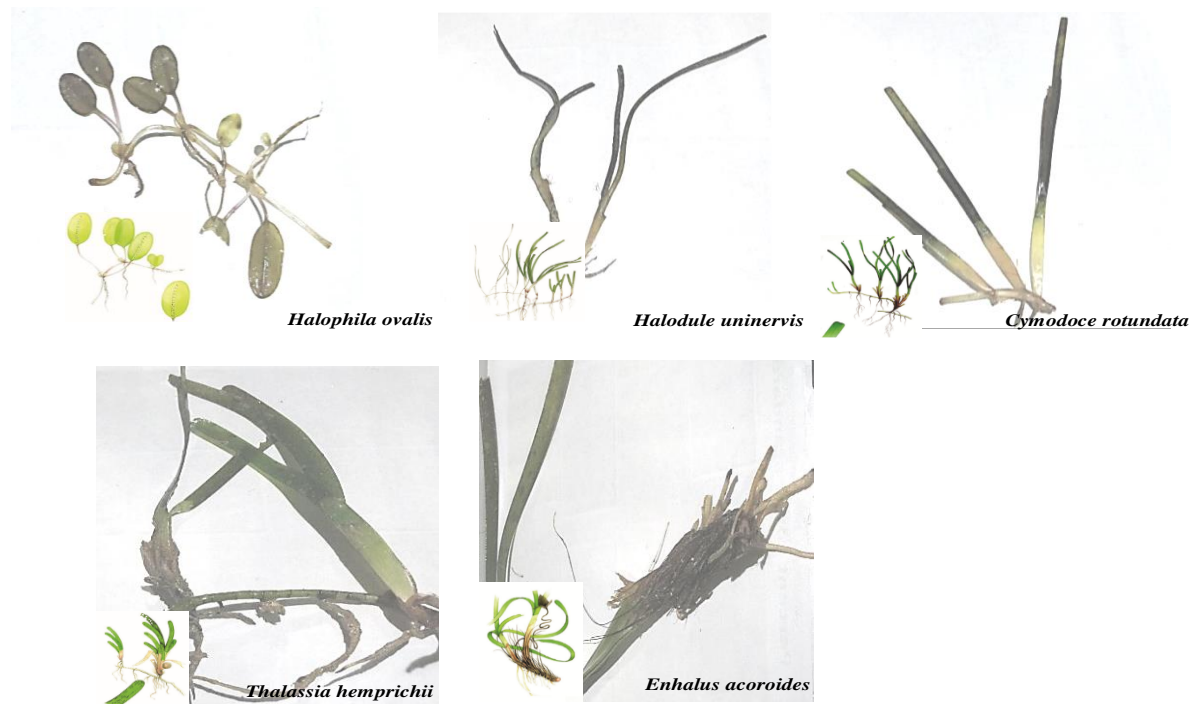 Halophila ovalis
Halodule uninervis
Cymodoce rotundata
Thalassia hemprichii
Enhalus acoroides